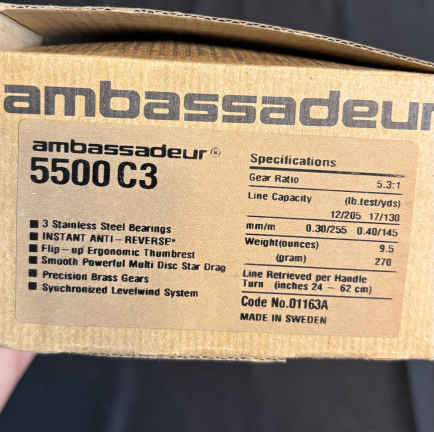 ambassadeur
ambassadeur®
5500 C3
■ 3 Stainless Steel Bearings
■ INSTANT ANTI-REVERSE*
■ Flip-up Ergonomic Thumbrest
■ Smooth Powerful Multi Disc Star Drag
■ Precision Brass Gears
■ Synchronized Levelwind System
Specifications
Gear Ratio 5.3:1
Line Capacity (lb.test/yds)
12/205 17/130
mm/m 0.30/255 0.40/145
Weight(ounces) 9.5
(gram) 270
Line Retrieved per Handle
Turn (inches 24 - 62 cm)
Code No.01163A
MADE IN SWEDEN